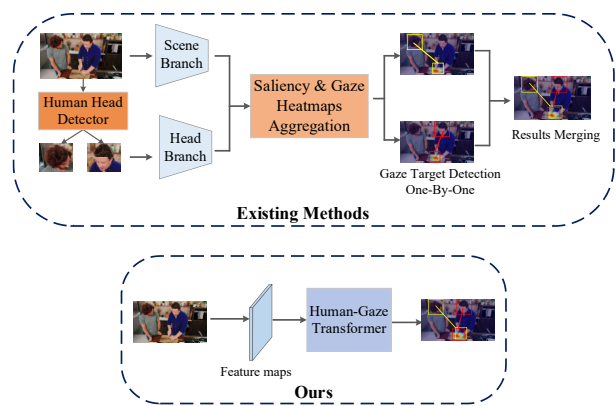 Scene
Branch
Human Head
Detector
Head
Branch
Saliency & Gaze
Heatmaps
Aggregation
Gaze Target Detection
One-By-One
Results Merging
Existing Methods
Feature maps
Human-Gaze
Transformer
Ours